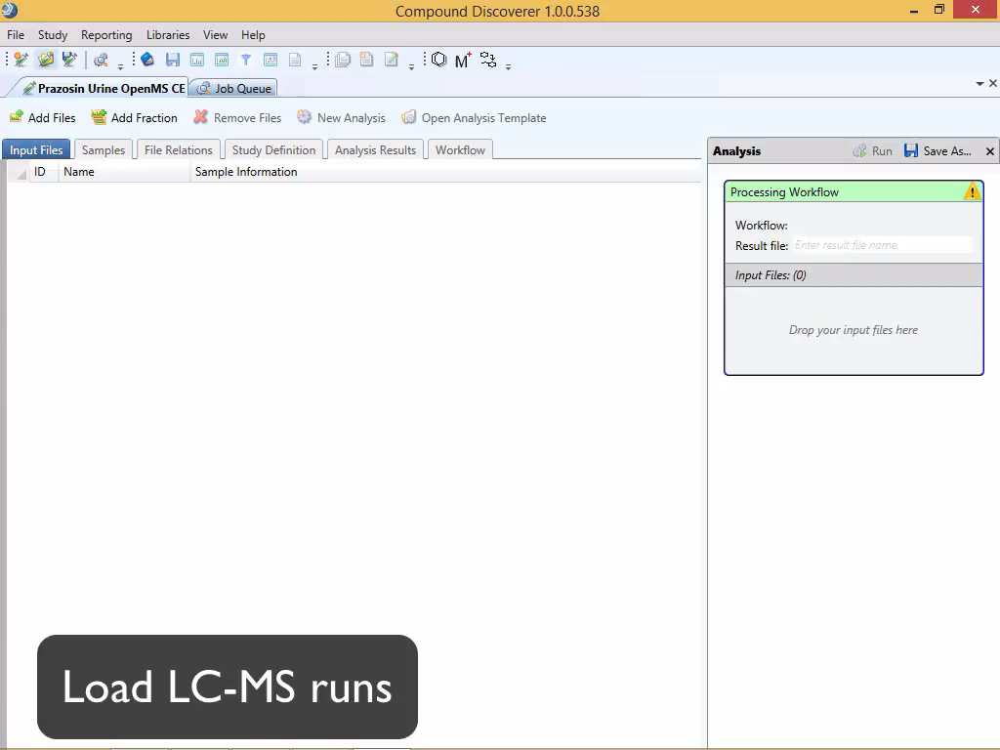 Compound Discoverer 1.0.0.538
File Study Reporting Libraries View Help
M+
Prazosin Urine OpenMS CE Job Queue
Add Files Add Fraction Remove Files New Analysis Open Analysis Template
Input Files Samples File Relations Study Definition Analysis Results Workflow
Analysis Run Save As...
ID Name Sample Information
Processing Workflow
Workflow:
Result file: Enter result file name.
Input Files: (0)
Drop your input files here
Load LC-MS runs